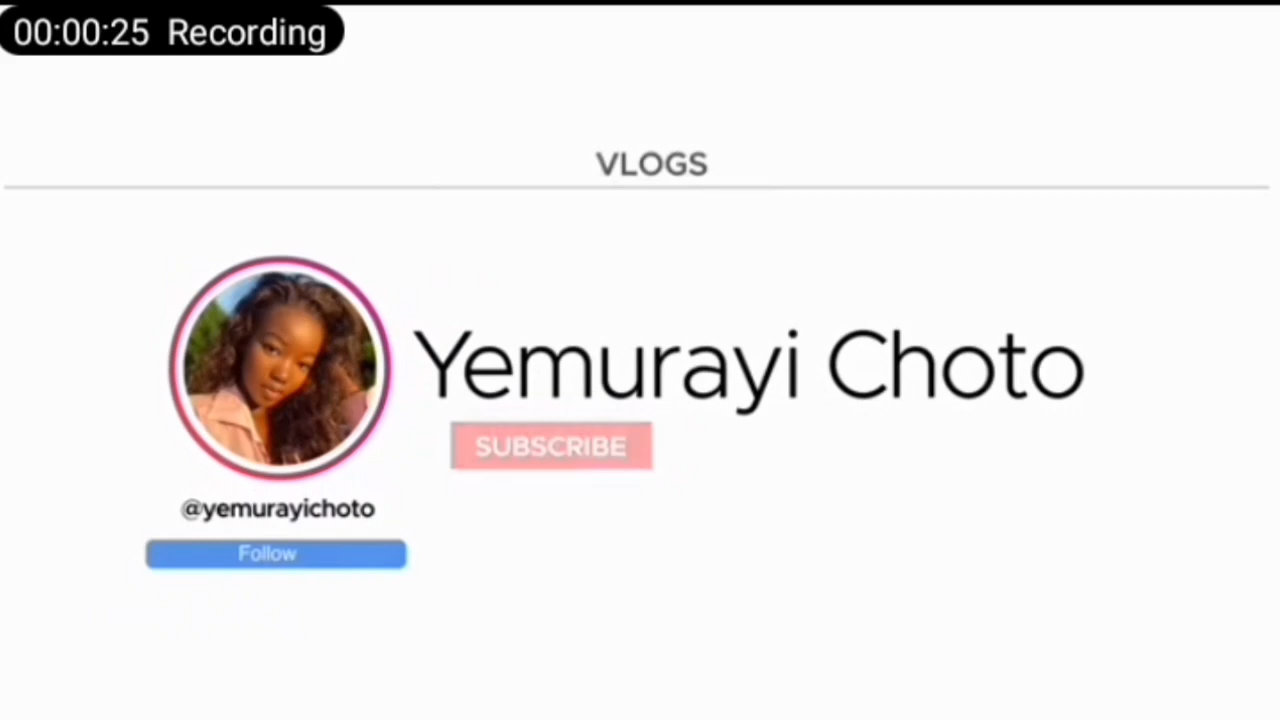 00:00:25 Recording
VLOGS
Yemurayi Choto
SUBSCRIBE
@yemurayichoto
Follow